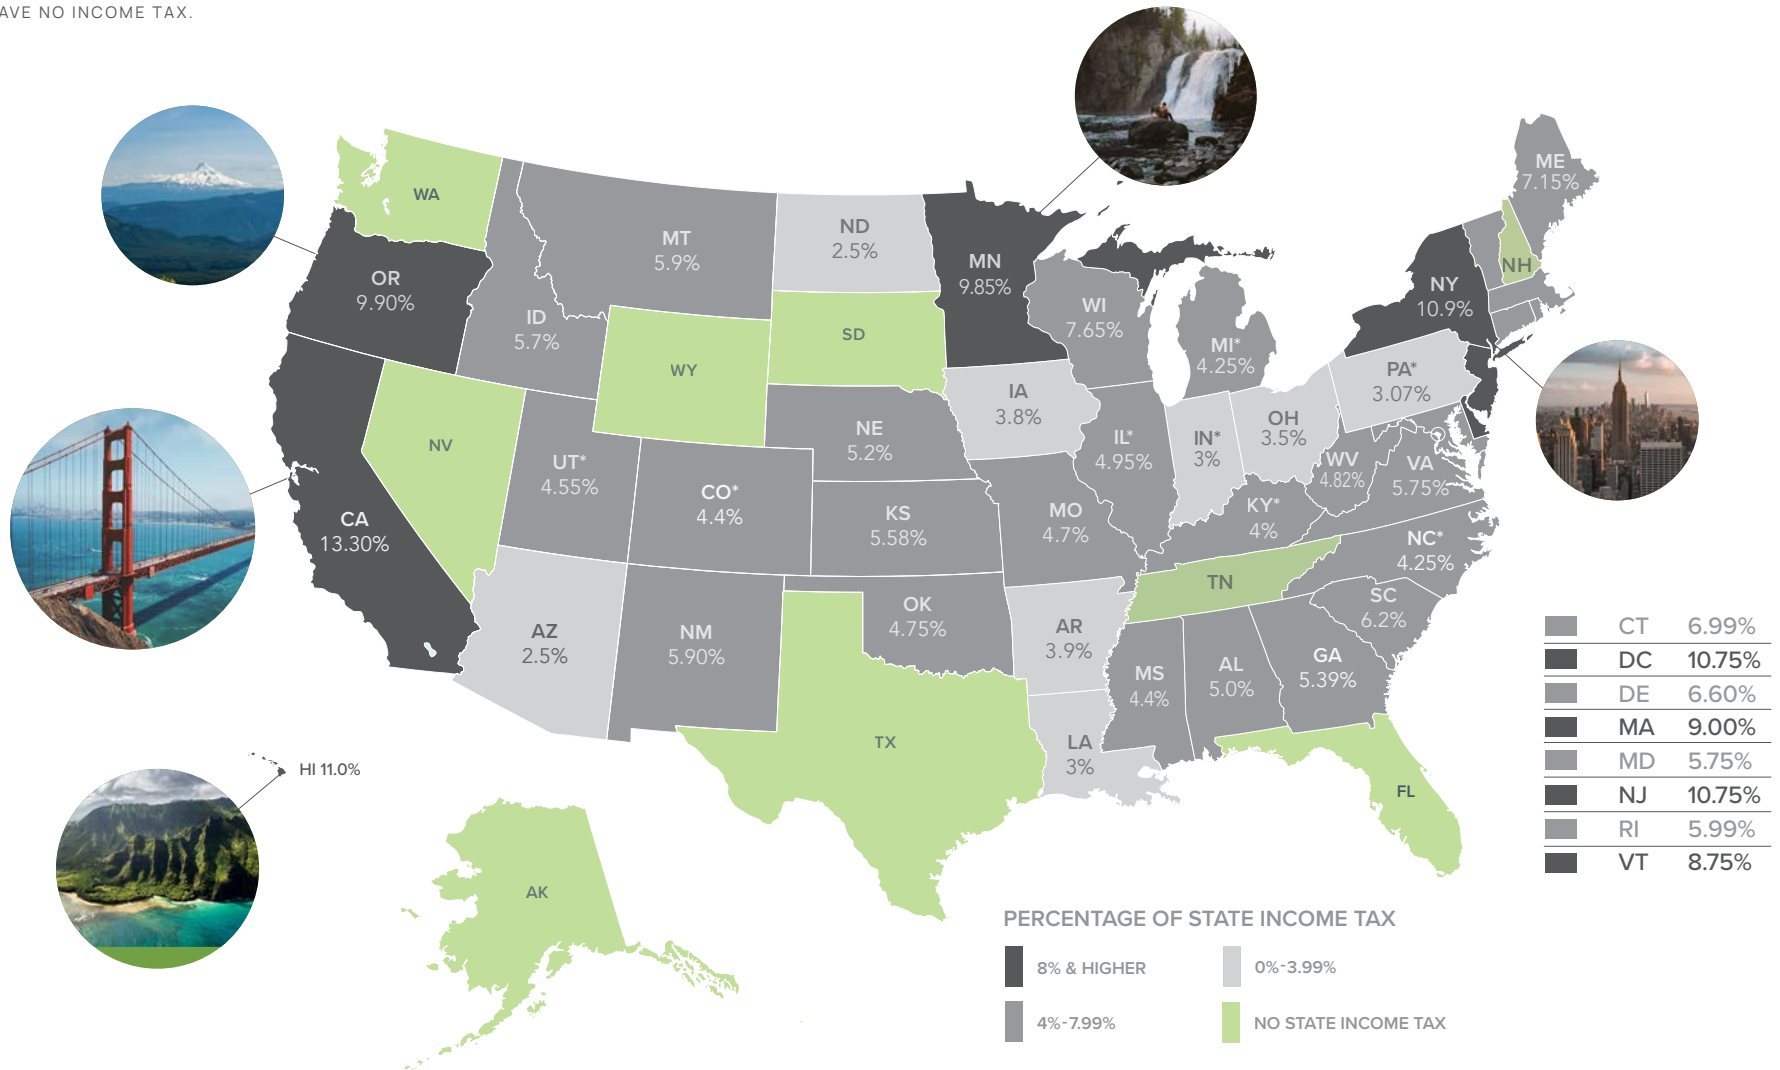 AVE NO INCOME TAX.
WA
OR
9.90%
CA
13.30%
NV
ID
5.7%
MT
5.9%
WY
UT*
4.55%
CO*
4.4%
AZ
2.5%
NM
5.90%
ND
2.5%
SD
NE
5.2%
KS
5.58%
OK
4.75%
TX
MN
9.85%
IA
3.8%
MO
4.7%
AR
3.9%
LA
3%
WI
7.65%
IL*
4.95%
MI*
4.25%
IN*
3%
OH
3.5%
KY*
4%
TN
MS
4.4%
AL
5.0%
GA
5.39%
FL
SC
6.2%
NC*
4.25%
VA
5.75%
WV
4.82%
PA*
3.07%
NY
10.9%
NH
ME
7.15%
HI 11.0%
AK
CT 6.99%
DC 10.75%
DE 6.60%
MA 9.00%
MD 5.75%
NJ 10.75%
RI 5.99%
VT 8.75%
PERCENTAGE OF STATE INCOME TAX
8% & HIGHER
0%-3.99%
4%-7.99%
NO STATE INCOME TAX